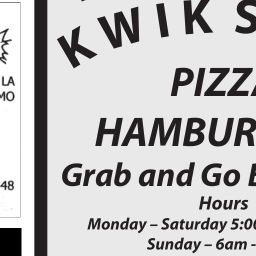 KWIK S
PIZZA
HAMBUR
Grab and Go
Hours
Monday – Saturday 5:00
Sunday – 6am -
LA
MO
48